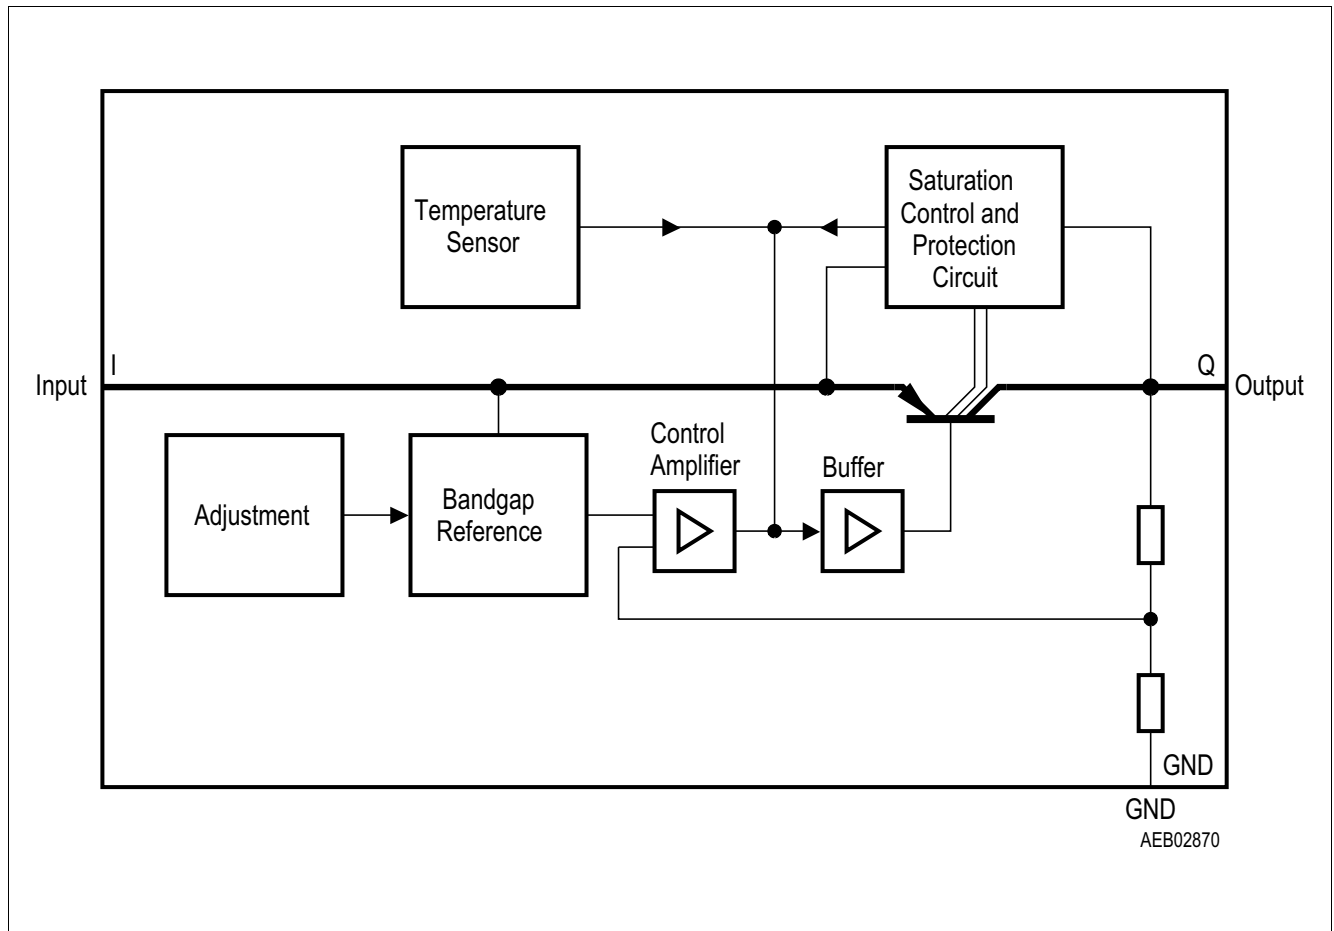 Temperature
Sensor
Saturation
Control and
Protection
Circuit
I
Input
Q
Output
Control
Amplifier
Buffer
Adjustment
Bandgap
Reference
GND
GND
AEB02870